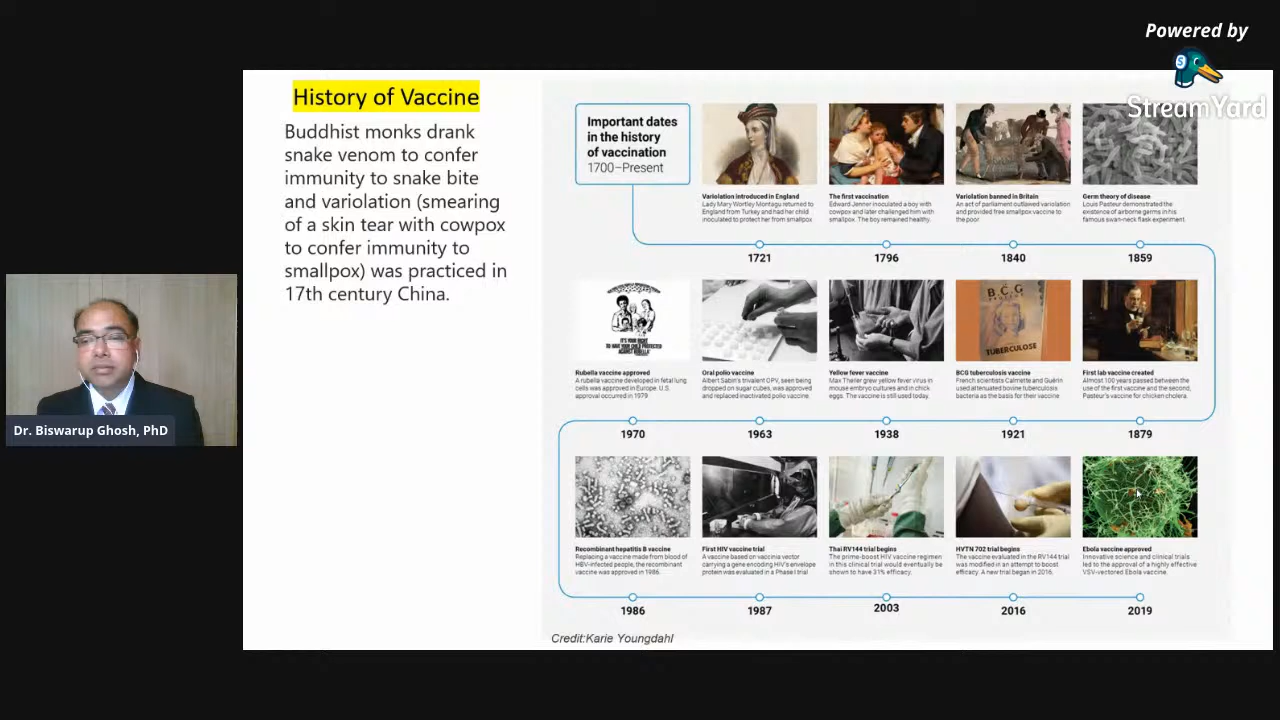 Powered by
StreamYard
History of Vaccine
Buddhist monks drank
snake venom to confer
immunity to snake bite
and variolation (smearing
of a skin tear with cowpox
to confer immunity to
smallpox) was practiced in
17th century China.
Important dates
in the history
of vaccination
1700–Present
Variolation introduced in England
Lady Mary Wortley Montagu returned to
England from Turkey and had her child
inoculated to protect her from smallpox
1721
The first vaccination
Edward Jenner inoculated a boy with
cowpox and later challenged him with
smallpox. The boy remained healthy.
1796
Variolation banned in Britain
An act of parliament outlawed variolation
and provided free smallpox vaccine to
the poor
1840
Germ theory of disease
Louis Pasteur demonstrated the
existence of airborne germs in his
famous swan-neck flask experiment.
1859
IT'S YOUR RIGHT
TO HAVE YOUR CHILD PROTECTED
AGAINST RUBELLA
Rubella vaccine approved
A rubella vaccine developed in fetal lung
cells was approved in Europe. U.S.
approval occurred in 1979
1970
Oral polio vaccine
Albert Sabin's trivalent OPV, seen being
dropped on sugar cubes, was approved
and replaced inactivated polio vaccine.
1963
Yellow fever vaccine
Max Theiler grew yellow fever virus in
mouse embryo cultures and in chick
eggs. The vaccine is still used today.
1938
B.C.G
TUBERCULOSE
BCG tuberculosis vaccine
French scientists Calmette and Guérin
used attenuated bovine tuberculosis
bacteria as the basis for their vaccine
1921
First lab vaccine created
Almost 100 years passed between the
use of the first vaccine and the second,
Pasteur's vaccine for chicken cholera.
1879
Recombinant hepatitis B vaccine
Replacing a vaccine made from blood of
HBV-infected people, the recombinant
vaccine was approved in 1986.
1986
First HIV vaccine trial
A vaccine based on vaccinia vector
carrying a gene encoding HIV's envelope
protein was evaluated in a Phase I trial
1987
Thai RV144 trial begins
The prime-boost HIV vaccine regimen
in this clinical trial would eventually be
shown to have 31% efficacy.
2003
HVTN 702 trial begins
The vaccine evaluated in the RV144 trial
was modified in an attempt to boost
efficacy. A new trial began in 2016.
2016
Ebola vaccine approved
Innovative science and clinical trials
led to the approval of a highly effective
VSV-vectored Ebola vaccine.
2019
Credit:Karie Youngdahl
Dr. Biswarup Ghosh, PhD